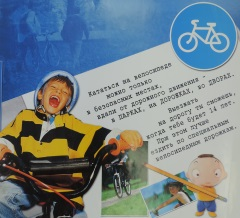 Кататься на велосипеде
можно только
в безопасных местах,
вдали от дорожного движения -
в ПАРКАХ, на ДОРОЖКАХ, во ДВОРАХ.
Выезжать
на дорогу ты сможешь,
когда тебе будет 14 лет.
При этом лучше
ездить по специальным
велосипедным дорожкам.